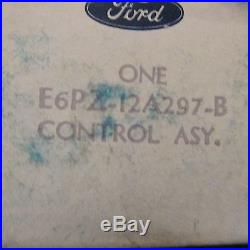 Ford
ONE
E6PZ-12A297-B
CONTROL ASY.